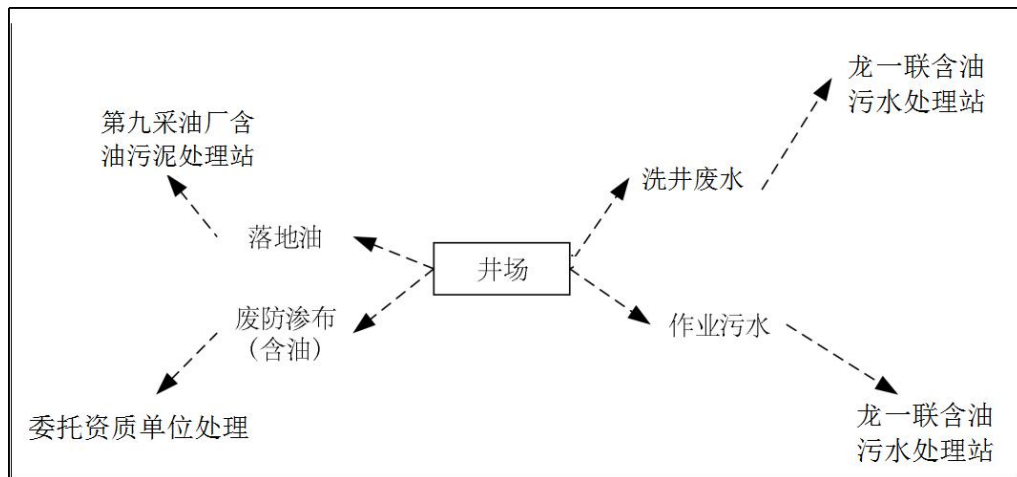 龙一联含油
污水处理站
第九采油厂含
油污泥处理站
洗井废水
落地油
井场
废防渗布
（含油）
作业污水
委托资质单位处理
龙一联含油
污水处理站